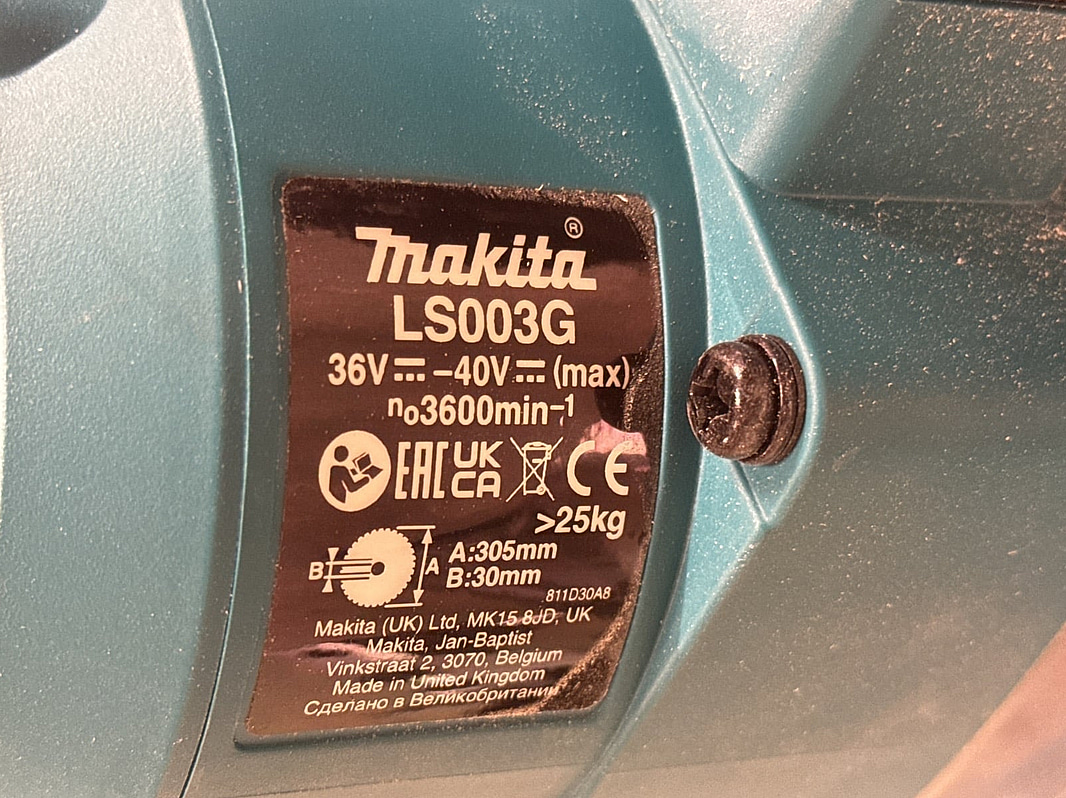 makita®
LS003G
36V⎓ –40V⎓ (max)
n₀3600min⁻¹
EAC UK CA CE
>25kg
B A A:305mm
B:30mm
811D30A8
Makita (UK) Ltd, MK15 8JD, UK
Makita, Jan-Baptist
Vinkstraat 2, 3070, Belgium
Made in United Kingdom
Сделано в Великобритании